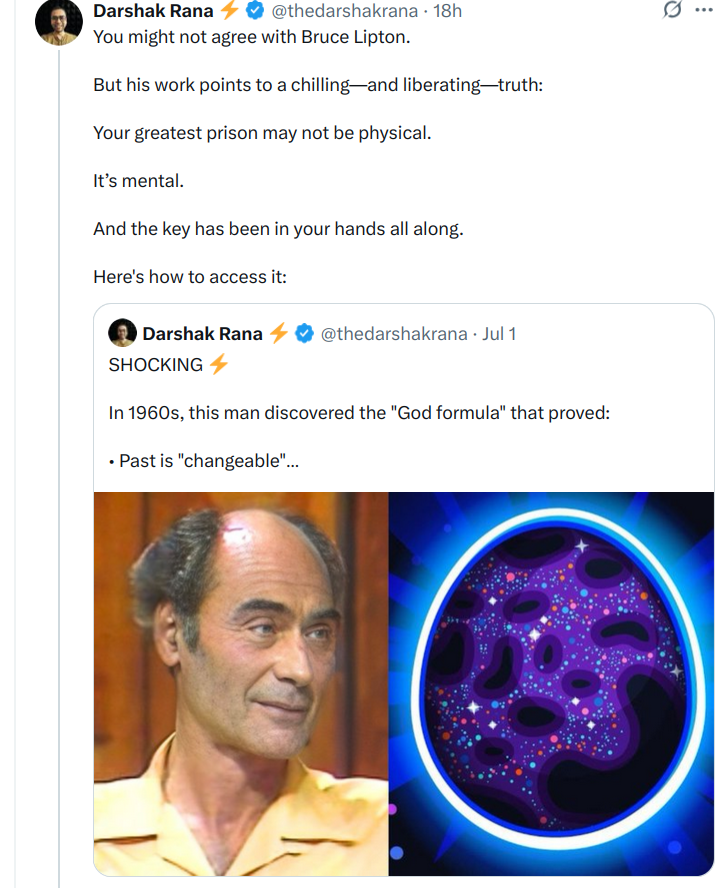 Darshak Rana ⚡ @thedarshakrana · 18h
You might not agree with Bruce Lipton.
But his work points to a chilling—and liberating—truth:
Your greatest prison may not be physical.
It’s mental.
And the key has been in your hands all along.
Here's how to access it:
Darshak Rana ⚡ @thedarshakrana · Jul 1
SHOCKING ⚡
In 1960s, this man discovered the "God formula" that proved:
• Past is "changeable"...